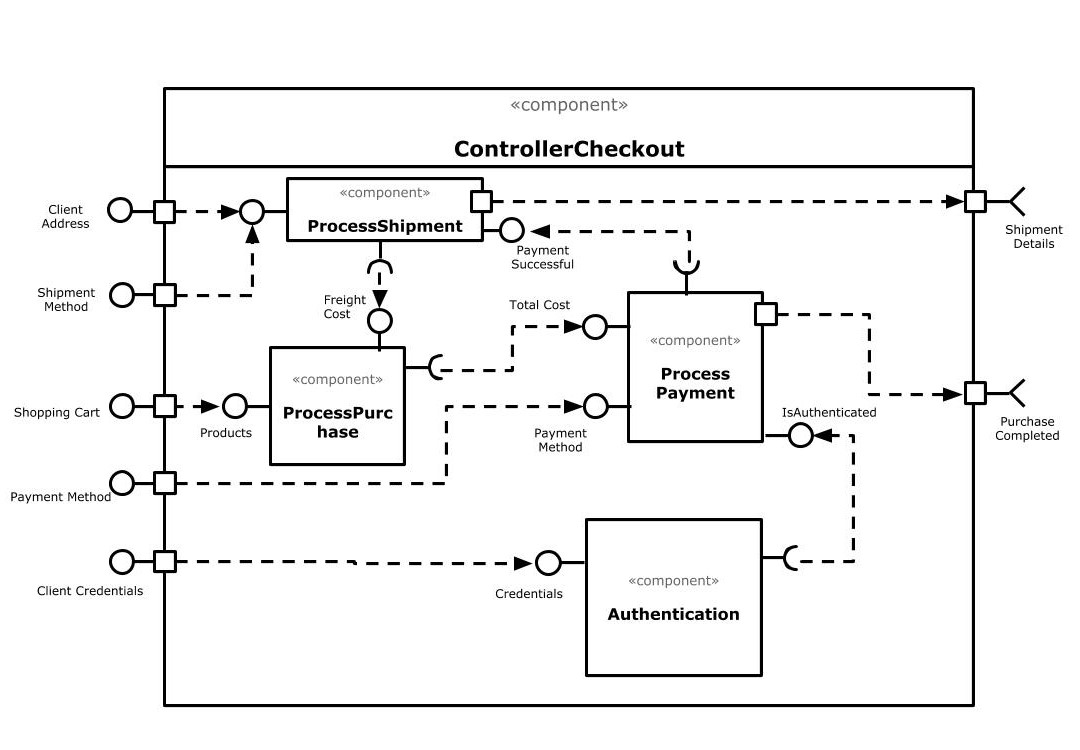 «component»
ControllerCheckout
«component»
ProcessShipment
Client
Address
Shipment
Details
Payment
Successful
Shipment
Method
Freight
Cost
Total Cost
«component»
Process
Payment
«component»
ProcessPurc
hase
Shopping Cart
Products
Payment
Method
IsAuthenticated
Purchase
Completed
Payment Method
Client Credentials
Credentials
«component»
Authentication